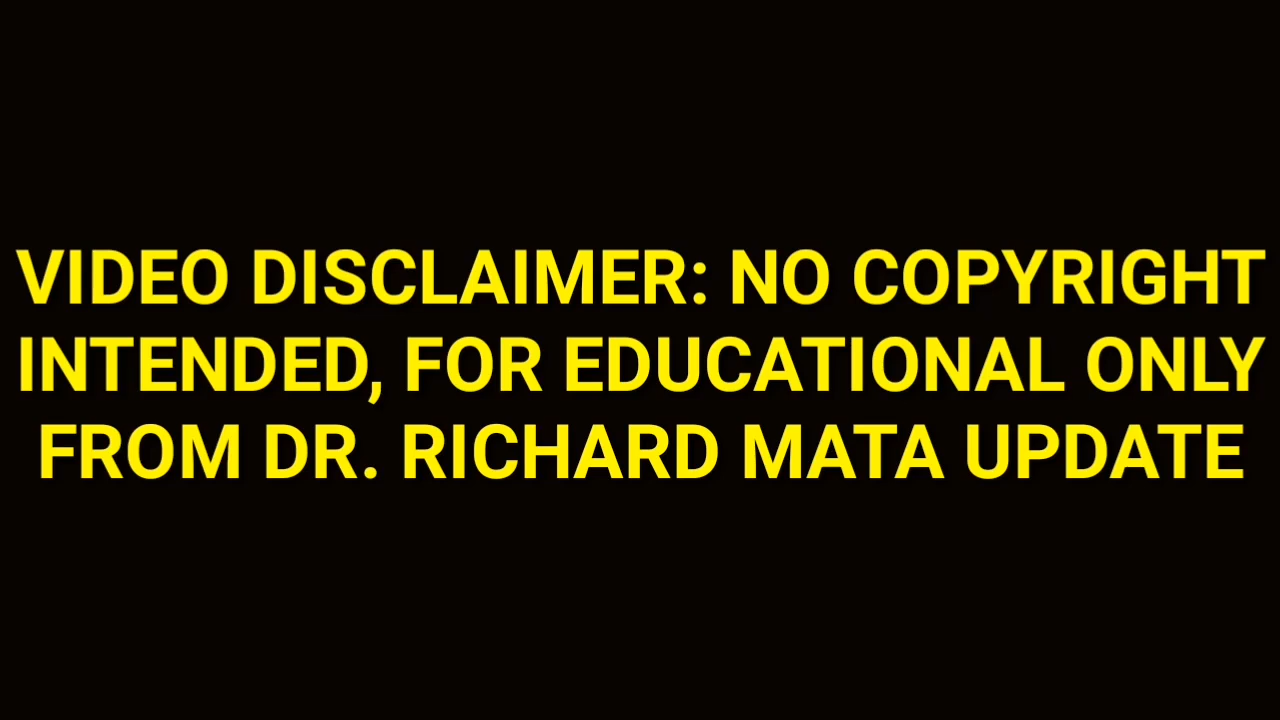 VIDEO DISCLAIMER: NO COPYRIGHT
INTENDED, FOR EDUCATIONAL ONLY
FROM DR. RICHARD MATA UPDATE